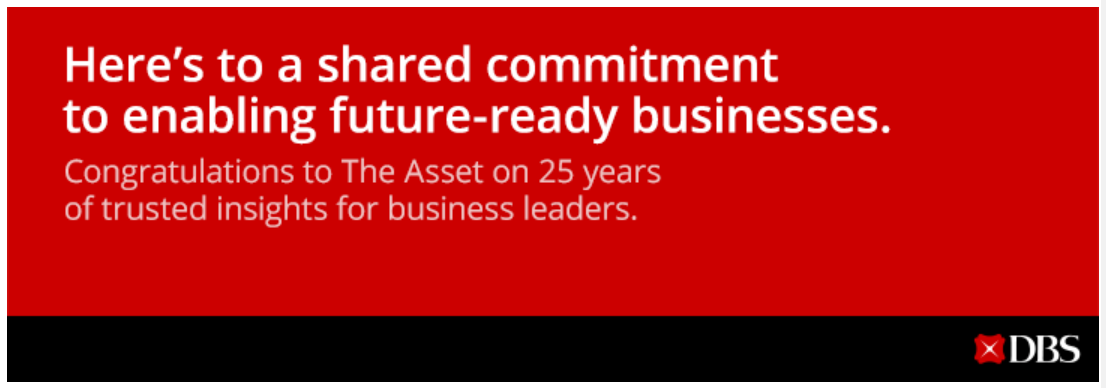 Here’s to a shared commitment
to enabling future-ready businesses.
Congratulations to The Asset on 25 years
of trusted insights for business leaders.
DBS